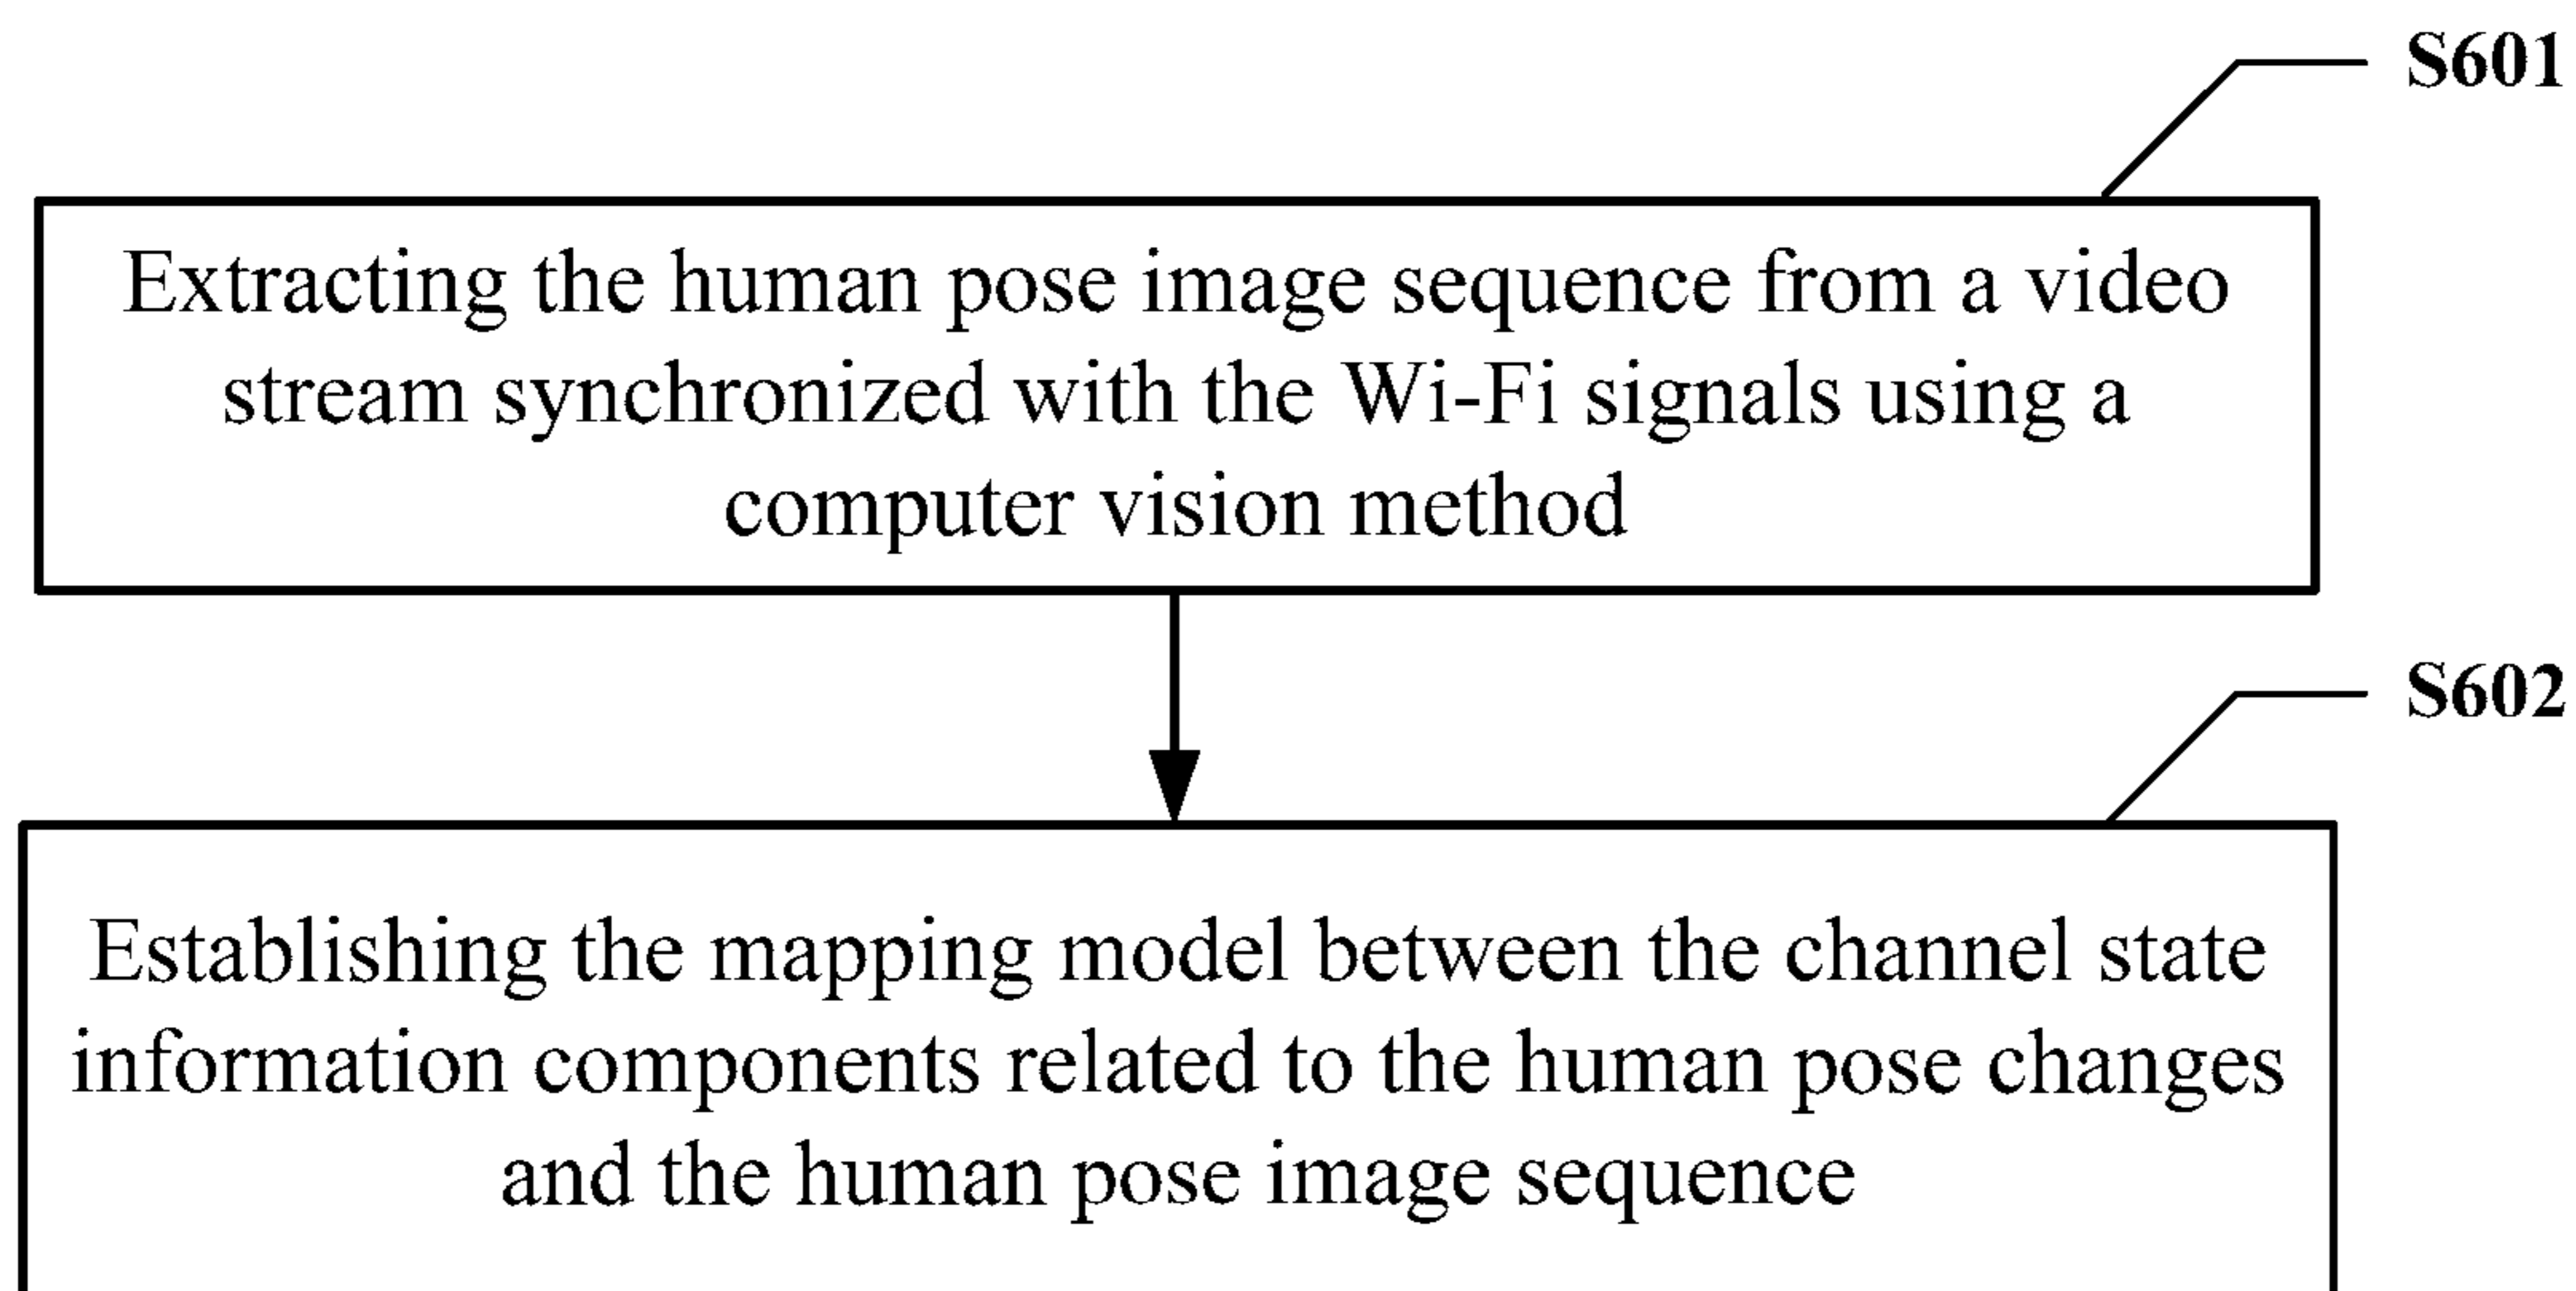 S601
Extracting the human pose image sequence from a video
stream synchronized with the Wi-Fi signals using a
computer vision method
S602
Establishing the mapping model between the channel state
information components related to the human pose changes
and the human pose image sequence